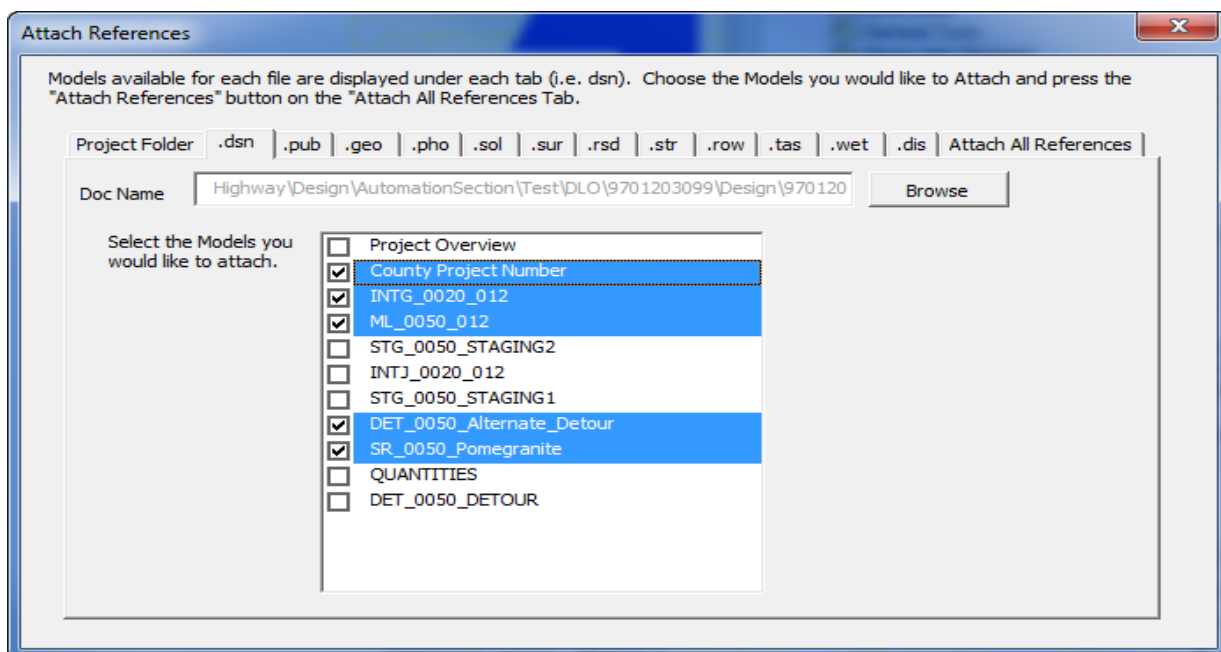 Attach References
Models available for each file are displayed under each tab (i.e. dsn). Choose the Models you would like to Attach and press the
"Attach References" button on the "Attach All References Tab.
Project Folder .dsn .pub .geo .pho .sol .sur .rsd .str .row .tas .wet .dis Attach All References
Doc Name Highway\Design\AutomationSection\Test\DLO\9701203099\Design\970120 Browse
Select the Models you
would like to attach.
Project Overview
County Project Number
INTG_0020_012
ML_0050_012
STG_0050_STAGING2
INTJ_0020_012
STG_0050_STAGING1
DET_0050_Alternate_Detour
SR_0050_Pomegranite
QUANTITIES
DET_0050_DETOUR